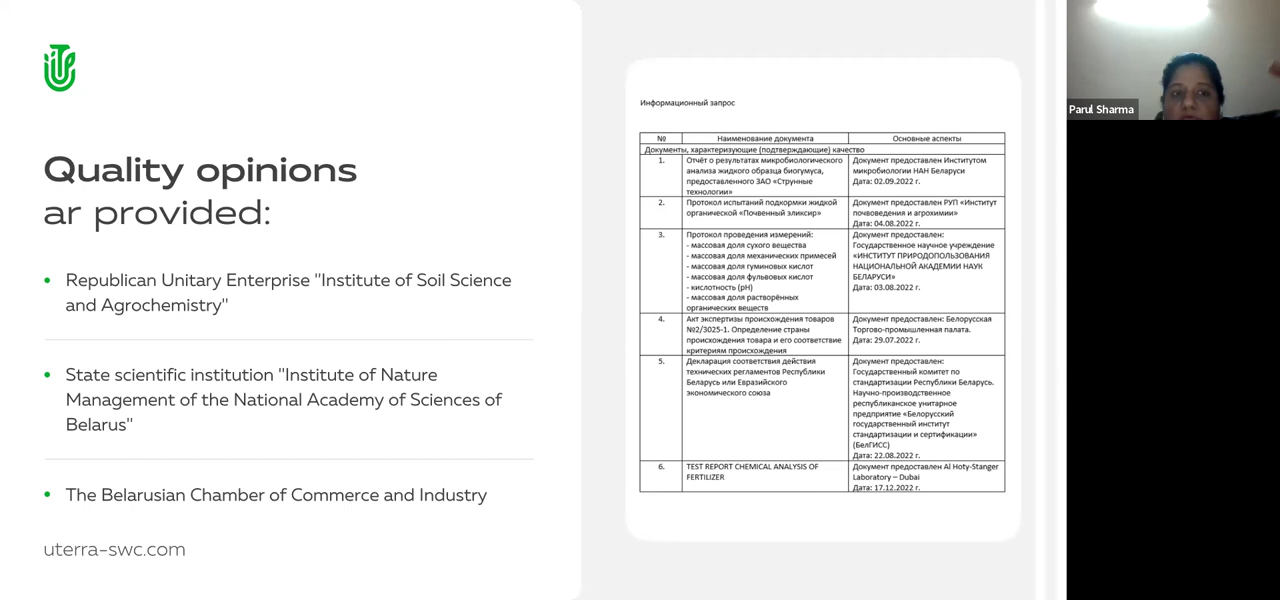 Quality opinions
ar provided:
• Republican Unitary Enterprise "Institute of Soil Science
and Agrochemistry"
• State scientific institution "Institute of Nature
Management of the National Academy of Sciences of
Belarus"
• The Belarusian Chamber of Commerce and Industry
uterra-swc.com
Информационный запрос
№ Наименование документа Основные аспекты
Документы, характеризующие (подтверждающие) качество
1. Отчёт о результатах микробиологического Документ предоставлен Институтом
анализа жидкого образца биогумуса, микробиологии НАН Беларуси
предоставленного ЗАО «Струнные Дата: 02.09.2022 г.
технологии»
2. Протокол испытаний подкормки жидкой Документ предоставлен РУП «Институт
органической «Почвенный эликсир» почвоведения и агрохимии»
Дата: 04.08.2022 г.
3. Протокол проведения измерений: Документ предоставлен:
- массовая доля сухого вещества Государственное научное учреждение
- массовая доля механических примесей «ИНСТИТУТ ПРИРОДОПОЛЬЗОВАНИЯ
- массовая доля гуминовых кислот НАЦИОНАЛЬНОЙ АКАДЕМИИ НАУК
- массовая доля фульвовых кислот БЕЛАРУСИ»
- кислотность (pH) Дата: 03.08.2022 г.
- массовая доля растворённых
органических веществ
4. Акт экспертизы происхождения товаров Документ предоставлен: Белорусская
№2/3025-1. Определение страны Торгово-промышленная палата.
происхождения товара и его соответствие Дата: 29.07.2022 г.
критериям происхождения
5. Декларация соответствия действия Документ предоставлен:
технических регламентов Республики Государственный комитет по
Беларусь или Евразийского стандартизации Республики Беларусь.
экономического союза Научно-производственное
республиканское унитарное
предприятие «Белорусский
государственный институт
стандартизации и сертификации»
(БелГИСС)
Дата: 22.08.2022 г.
6. TEST REPORT CHEMICAL ANALYSIS OF Документ предоставлен Al Hoty-Stanger
FERTILIZER Laboratory – Dubai
Дата: 17.12.2022 г.
Parul Sharma